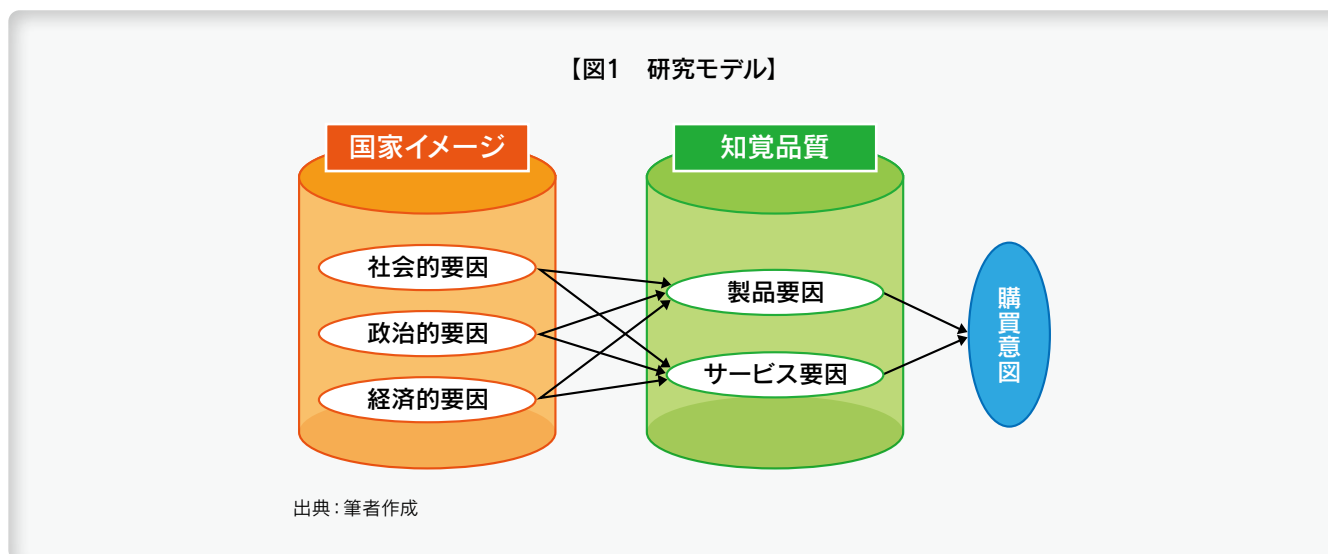 【図1　研究モデル】
国家イメージ
知覚品質
社会的要因
政治的要因
経済的要因
製品要因
サービス要因
購買意図
出典：筆者作成